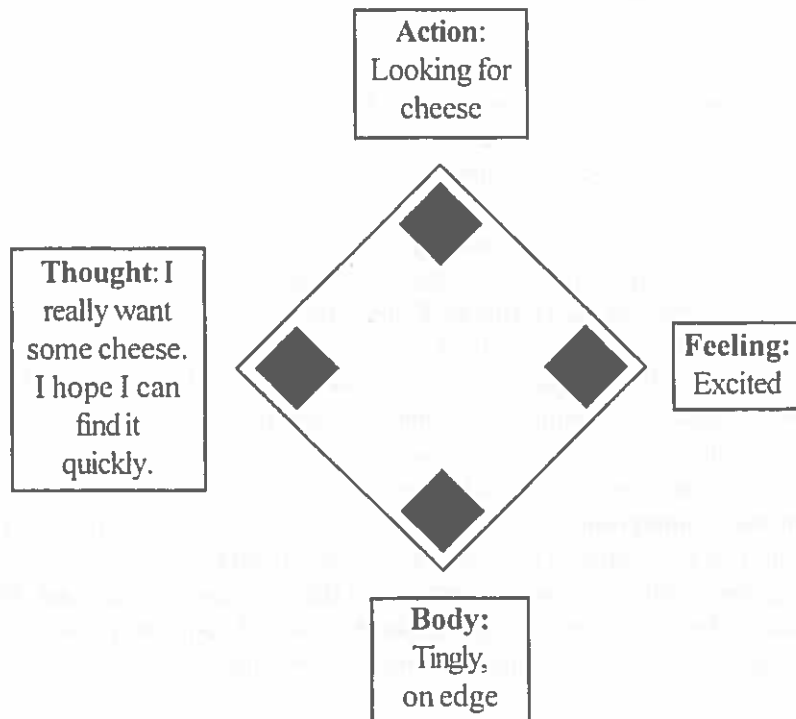 Action:
Looking for
cheese
Thought: I
really want
some cheese.
I hope I can
find it
quickly.
Feeling:
Excited
Body:
Tingly,
on edge